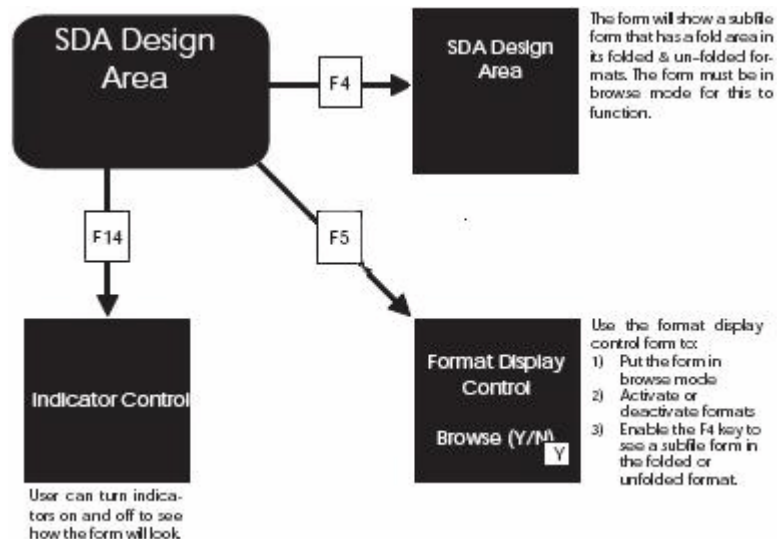 SDA Design
Area
F4
SDA Design
Area
The form will show a subfile
form that has a fold area in
its folded & un-folded for-
mats. The form must be in
browse mode for this to
function.
F14
F5
Indicator Control
User can turn indica-
tors on and off to see
how the form will look.
Format Display
Control
Browse (Y/N)
Y
Use the format display
control form to:
1) Put the form in
browse mode
2) Activate or
deactivate formats
3) Enable the F4 key to
see a subfile form in
the folded or
unfolded format.